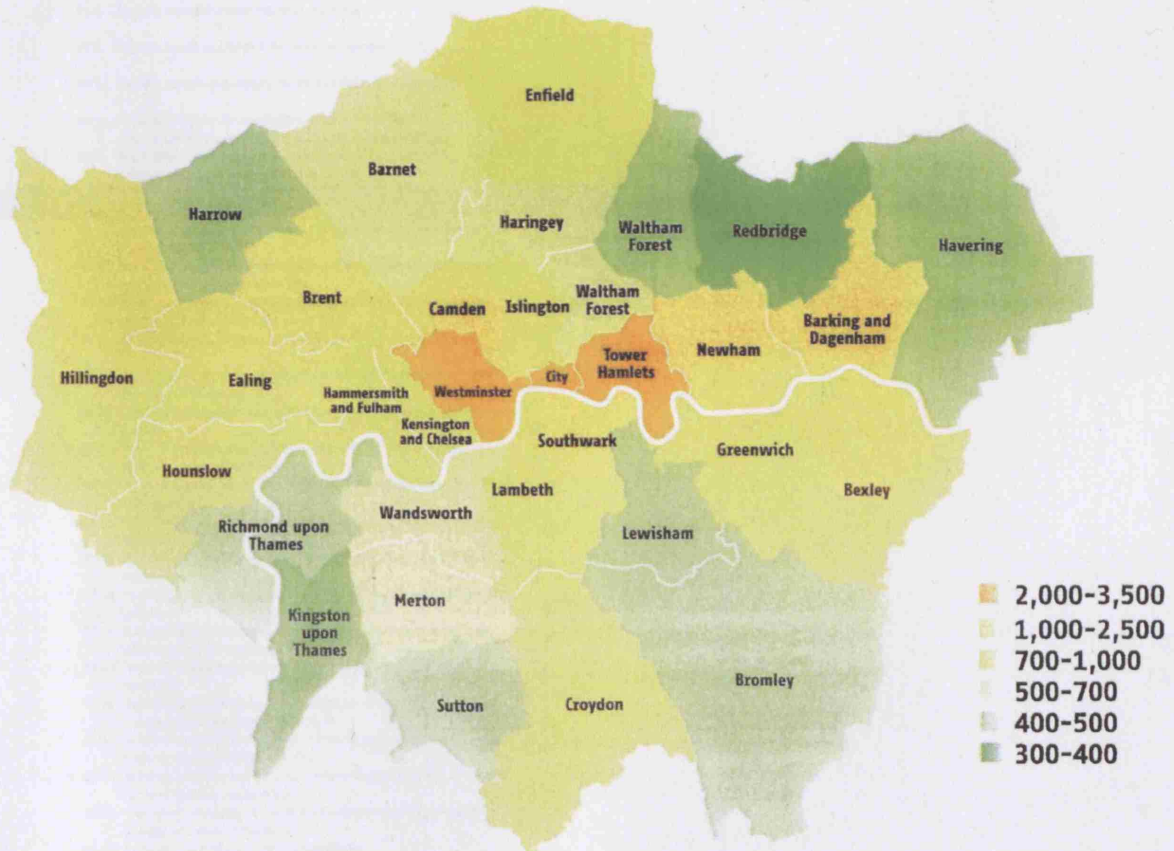 Enfield
Barnet
Harrow
Haringey
Waltham
Forest
Redbridge
Havering
Brent
Camden
Islington
Waltham
Forest
Barking and
Dagenham
Hillingdon
Ealing
Hammersmith
and Fulham
Westminster
City
Tower
Hamlets
Newham
Kensington
and Chelsea
Southwark
Greenwich
Hounslow
Lambeth
Bexley
Wandsworth
Richmond upon
Thames
Lewisham
Merton
Kingston
upon
Thames
Sutton
Croydon
Bromley
2,000-3,500
1,000-2,500
700-1,000
500-700
400-500
300-400